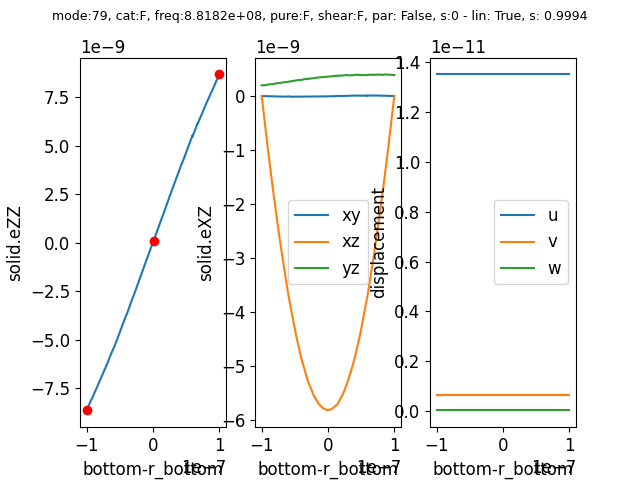 mode:79, cat:F, freq:8.8182e+08, pure:F, shear:F, par: False, s:0 - lin: True, s: 0.9994
1e−9
1e−9
1e−11
solid.eZZ
7.5
5.0
2.5
0.0
−2.5
−5.0
−7.5
−1
0
1
1e−7
bottom-r_bottom
solid.eXZ
0
−1
−2
−3
−4
−5
−6
xy
xz
yz
−1
0
1
1e−7
bottom-r_bottom
displacement
1.4
1.2
1.0
0.8
0.6
0.4
0.2
0.0
u
v
w
−1
0
1
1e−7
bottom-r_bottom